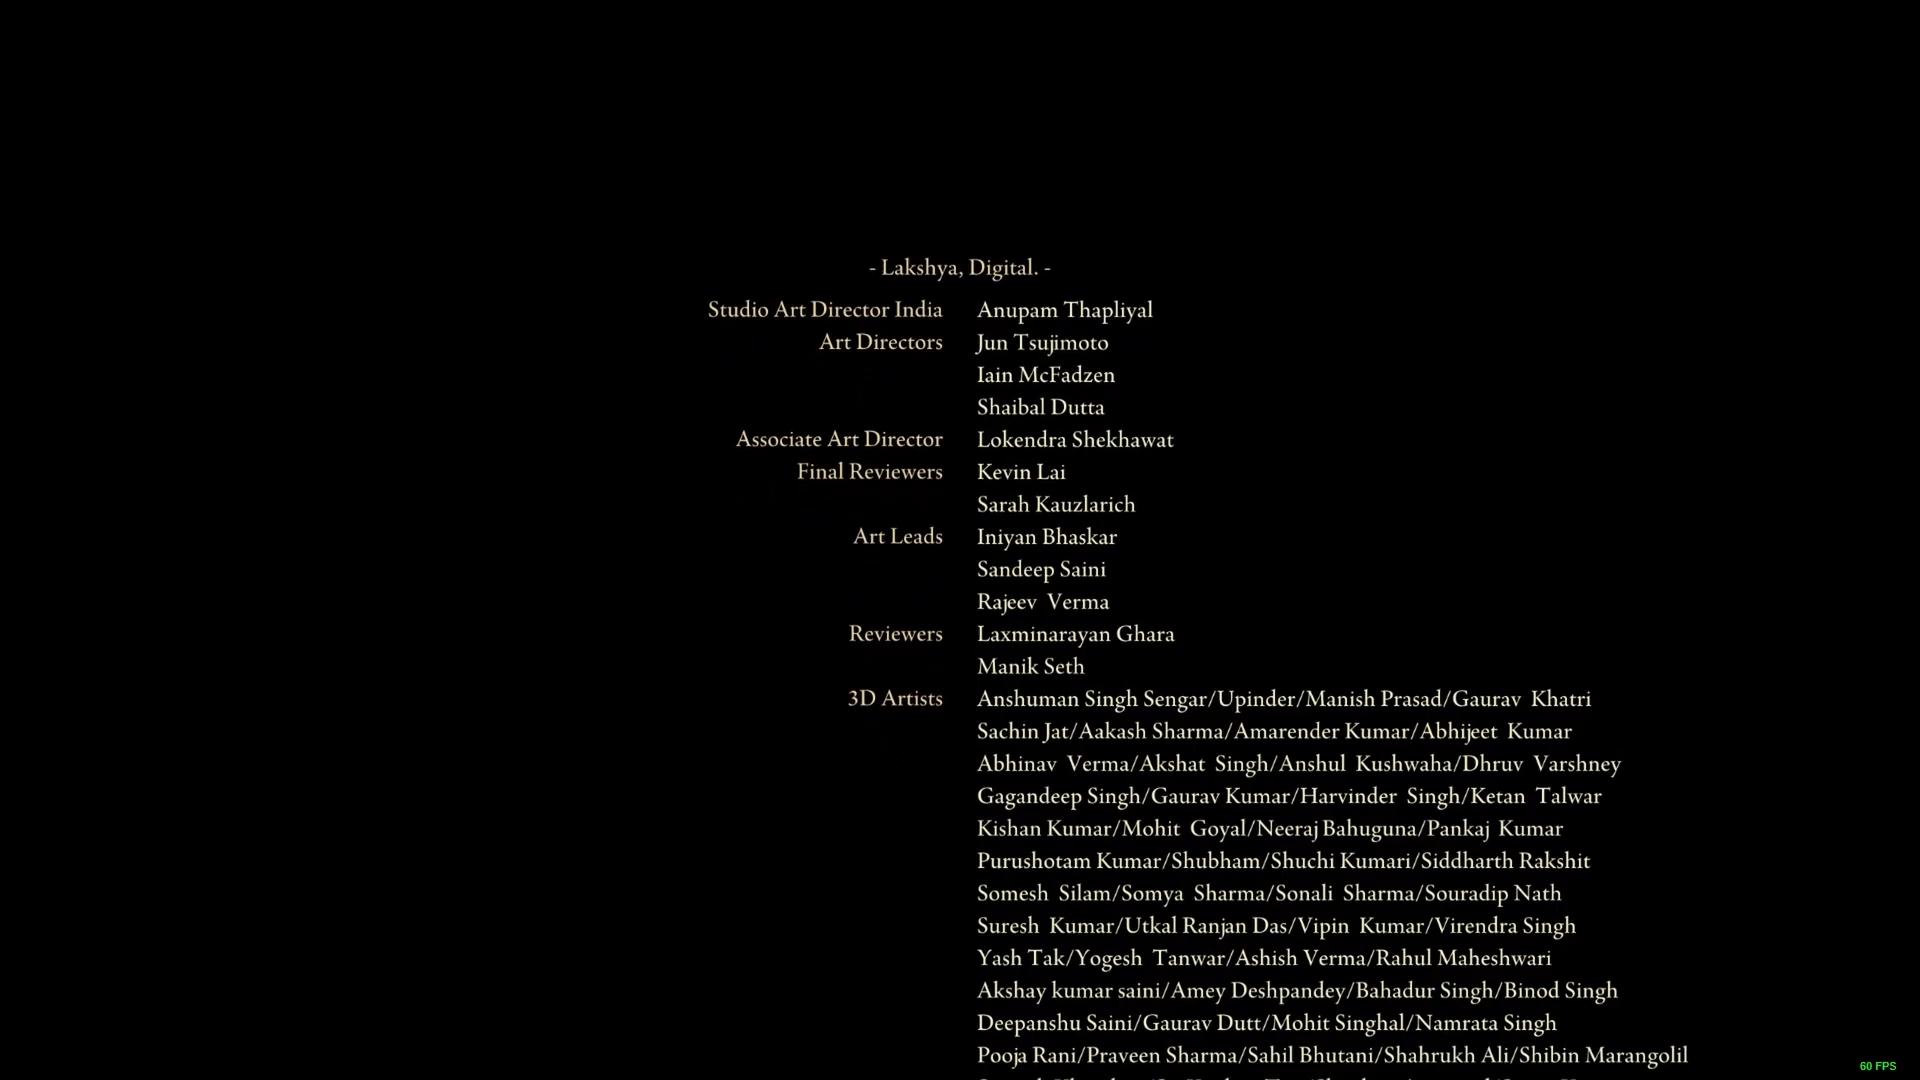 - Lakshya, Digital. -
Studio Art Director India Anupam Thapliyal
Art Directors Jun Tsujimoto
Iain McFadzen
Shaibal Dutta
Associate Art Director Lokendra Shekhawat
Final Reviewers Kevin Lai
Sarah Kauzlarich
Art Leads Iniyan Bhaskar
Sandeep Saini
Rajeev Verma
Reviewers Laxminarayan Ghara
Manik Seth
3D Artists Anshuman Singh Sengar/Upinder/Manish Prasad/Gaurav Khatri
Sachin Jat/Aakash Sharma/Amarender Kumar/Abhijeet Kumar
Abhinav Verma/Akshat Singh/Anshul Kushwaha/Dhruv Varshney
Gagandeep Singh/Gaurav Kumar/Harvinder Singh/Ketan Talwar
Kishan Kumar/Mohit Goyal/Neeraj Bahuguna/Pankaj Kumar
Purushotam Kumar/Shubham/Shuchi Kumari/Siddharth Rakshit
Somesh Silam/Somya Sharma/Sonali Sharma/Souradip Nath
Suresh Kumar/Utkal Ranjan Das/Vipin Kumar/Virendra Singh
Yash Tak/Yogesh Tanwar/Ashish Verma/Rahul Maheshwari
Akshay kumar saini/Amey Deshpandey/Bahadur Singh/Binod Singh
Deepanshu Saini/Gaurav Dutt/Mohit Singhal/Namrata Singh
Pooja Rani/Praveen Sharma/Sahil Bhutani/Shahrukh Ali/Shibin Marangolil
60 FPS